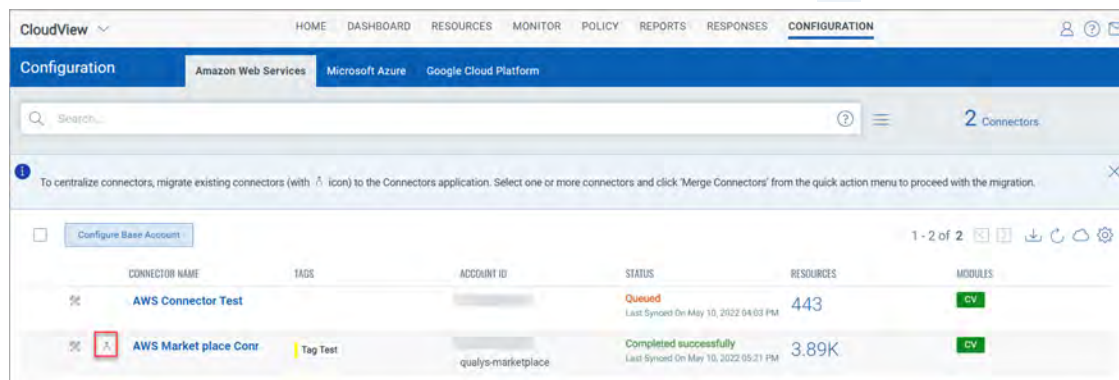 CloudView
HOME DASHBOARD RESOURCES MONITOR POLICY REPORTS RESPONSES CONFIGURATION
Configuration
Amazon Web Services Microsoft Azure Google Cloud Platform
Search...
2 Connectors
To centralize connectors, migrate existing connectors (with icon) to the Connectors application. Select one or more connectors and click 'Merge Connectors' from the quick action menu to proceed with the migration.
Configure Base Account
1 - 2 of 2
CONNECTOR NAME TAGS ACCOUNT ID STATUS RESOURCES MODULES
AWS Connector Test Queued 443 CV
Last Synced On May 10, 2022 04:03 PM
AWS Market place Conr Tag Test Completed successfully 3.89K CV
qualys-marketplace Last Synced On May 10, 2022 05:21 PM